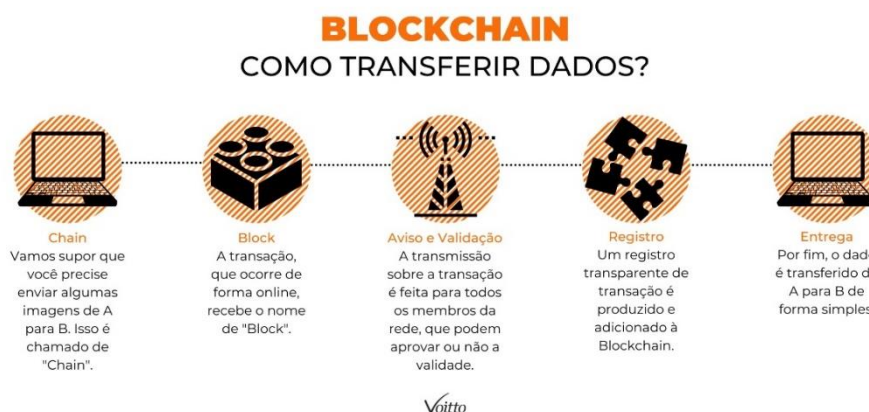 BLOCKCHAIN
COMO TRANSFERIR DADOS?
Chain
Vamos supor que
você precise
enviar algumas
imagens de A
para B. Isso é
chamado de
"Chain".
Block
A transação,
que ocorre de
forma online,
recebe o nome
de "Block".
Aviso e Validação
A transmissão
sobre a transação
é feita para todos
os membros da
rede, que podem
aprovar ou não a
validade.
Registro
Um registro
transparente de
transação é
produzido e
adicionado à
Blockchain.
Entrega
Por fim, o dado
é transferido d
A para B de
forma simples
Voitto